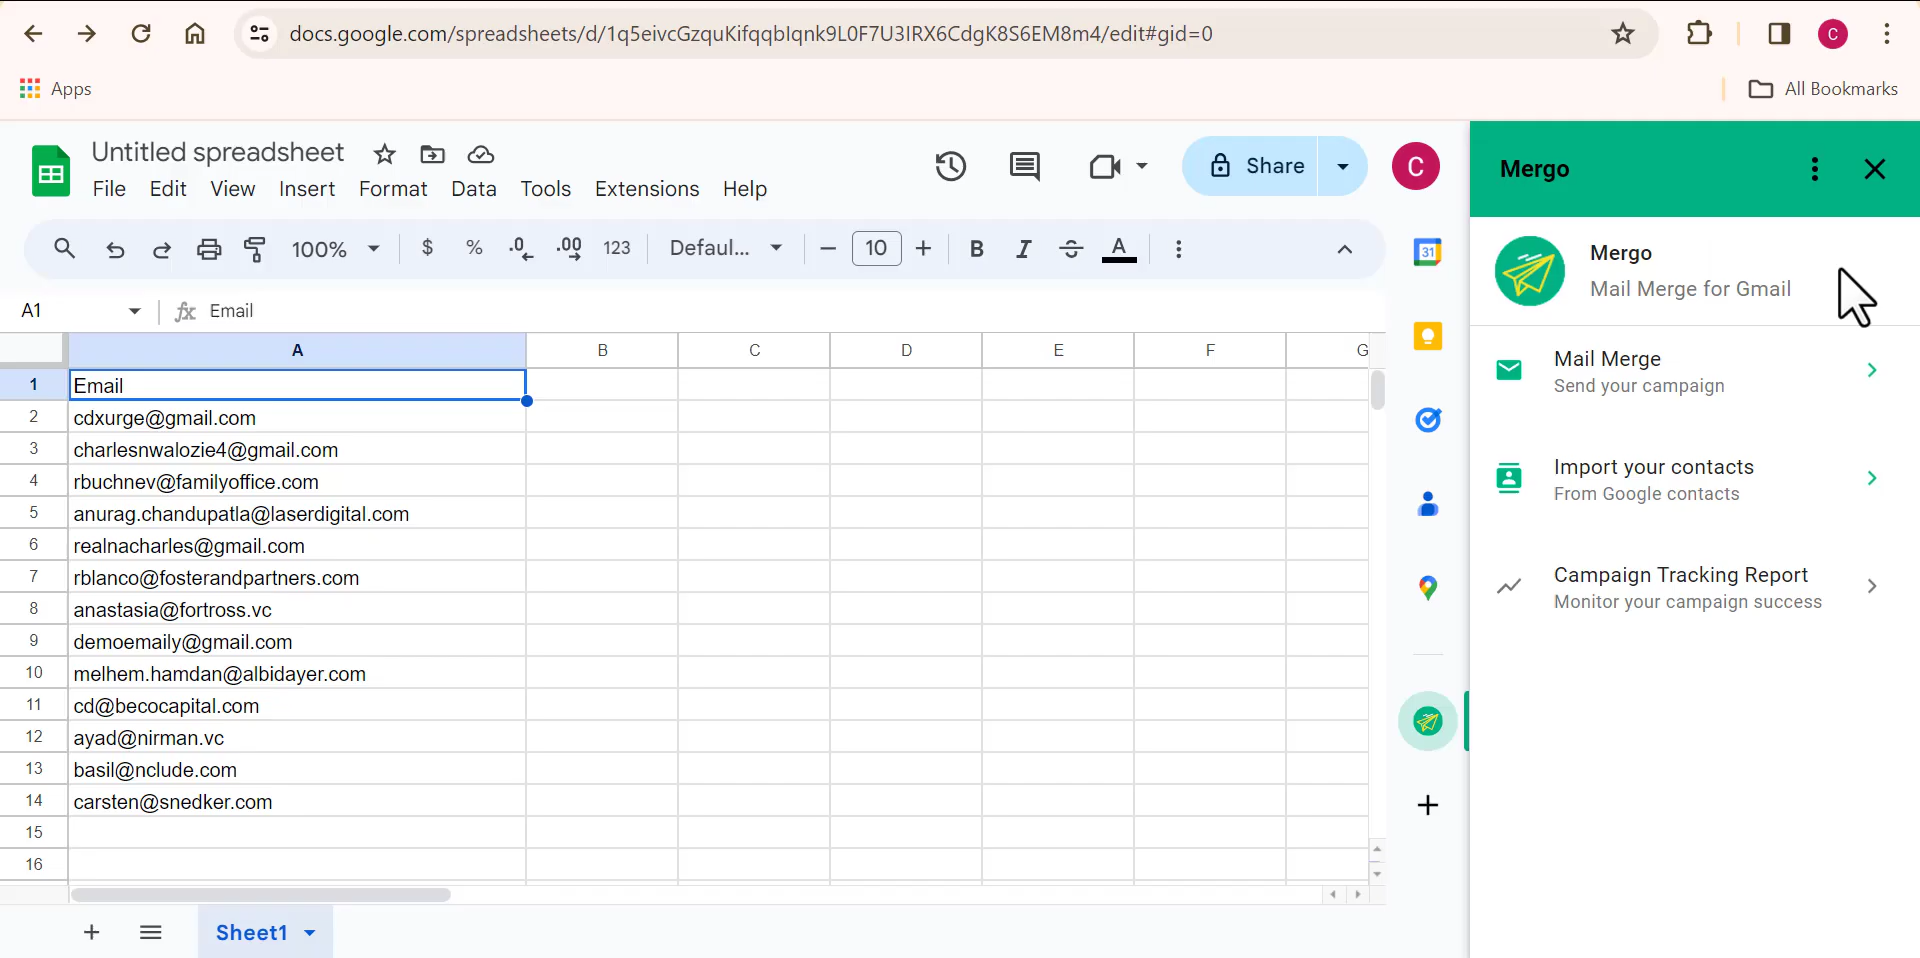 docs.google.com/spreadsheets/d/1q5eivcGzquKifqqbIqnk9L0F7U3IRX6CdgK8S6EM8m4/edit#gid=0
C
Apps
All Bookmarks
Untitled spreadsheet
File Edit View Insert Format Data Tools Extensions Help
Share
C
Mergo
100%
$ % .0 .00 123
Defaul...
10
B I A
31
Mergo
Mail Merge for Gmail
A1
fx Email
A B C D E F G
1 Email
2 cdxurge@gmail.com
3 charlesnwalozie4@gmail.com
4 rbuchnev@familyoffice.com
5 anurag.chandupatla@laserdigital.com
6 realnacharles@gmail.com
7 rblanco@fosterandpartners.com
8 anastasia@fortross.vc
9 demoemaily@gmail.com
10 melhem.hamdan@albidayer.com
11 cd@becocapital.com
12 ayad@nirman.vc
13 basil@nclude.com
14 carsten@snedker.com
15
16
Mail Merge
Send your campaign
Import your contacts
From Google contacts
Campaign Tracking Report
Monitor your campaign success
Sheet1